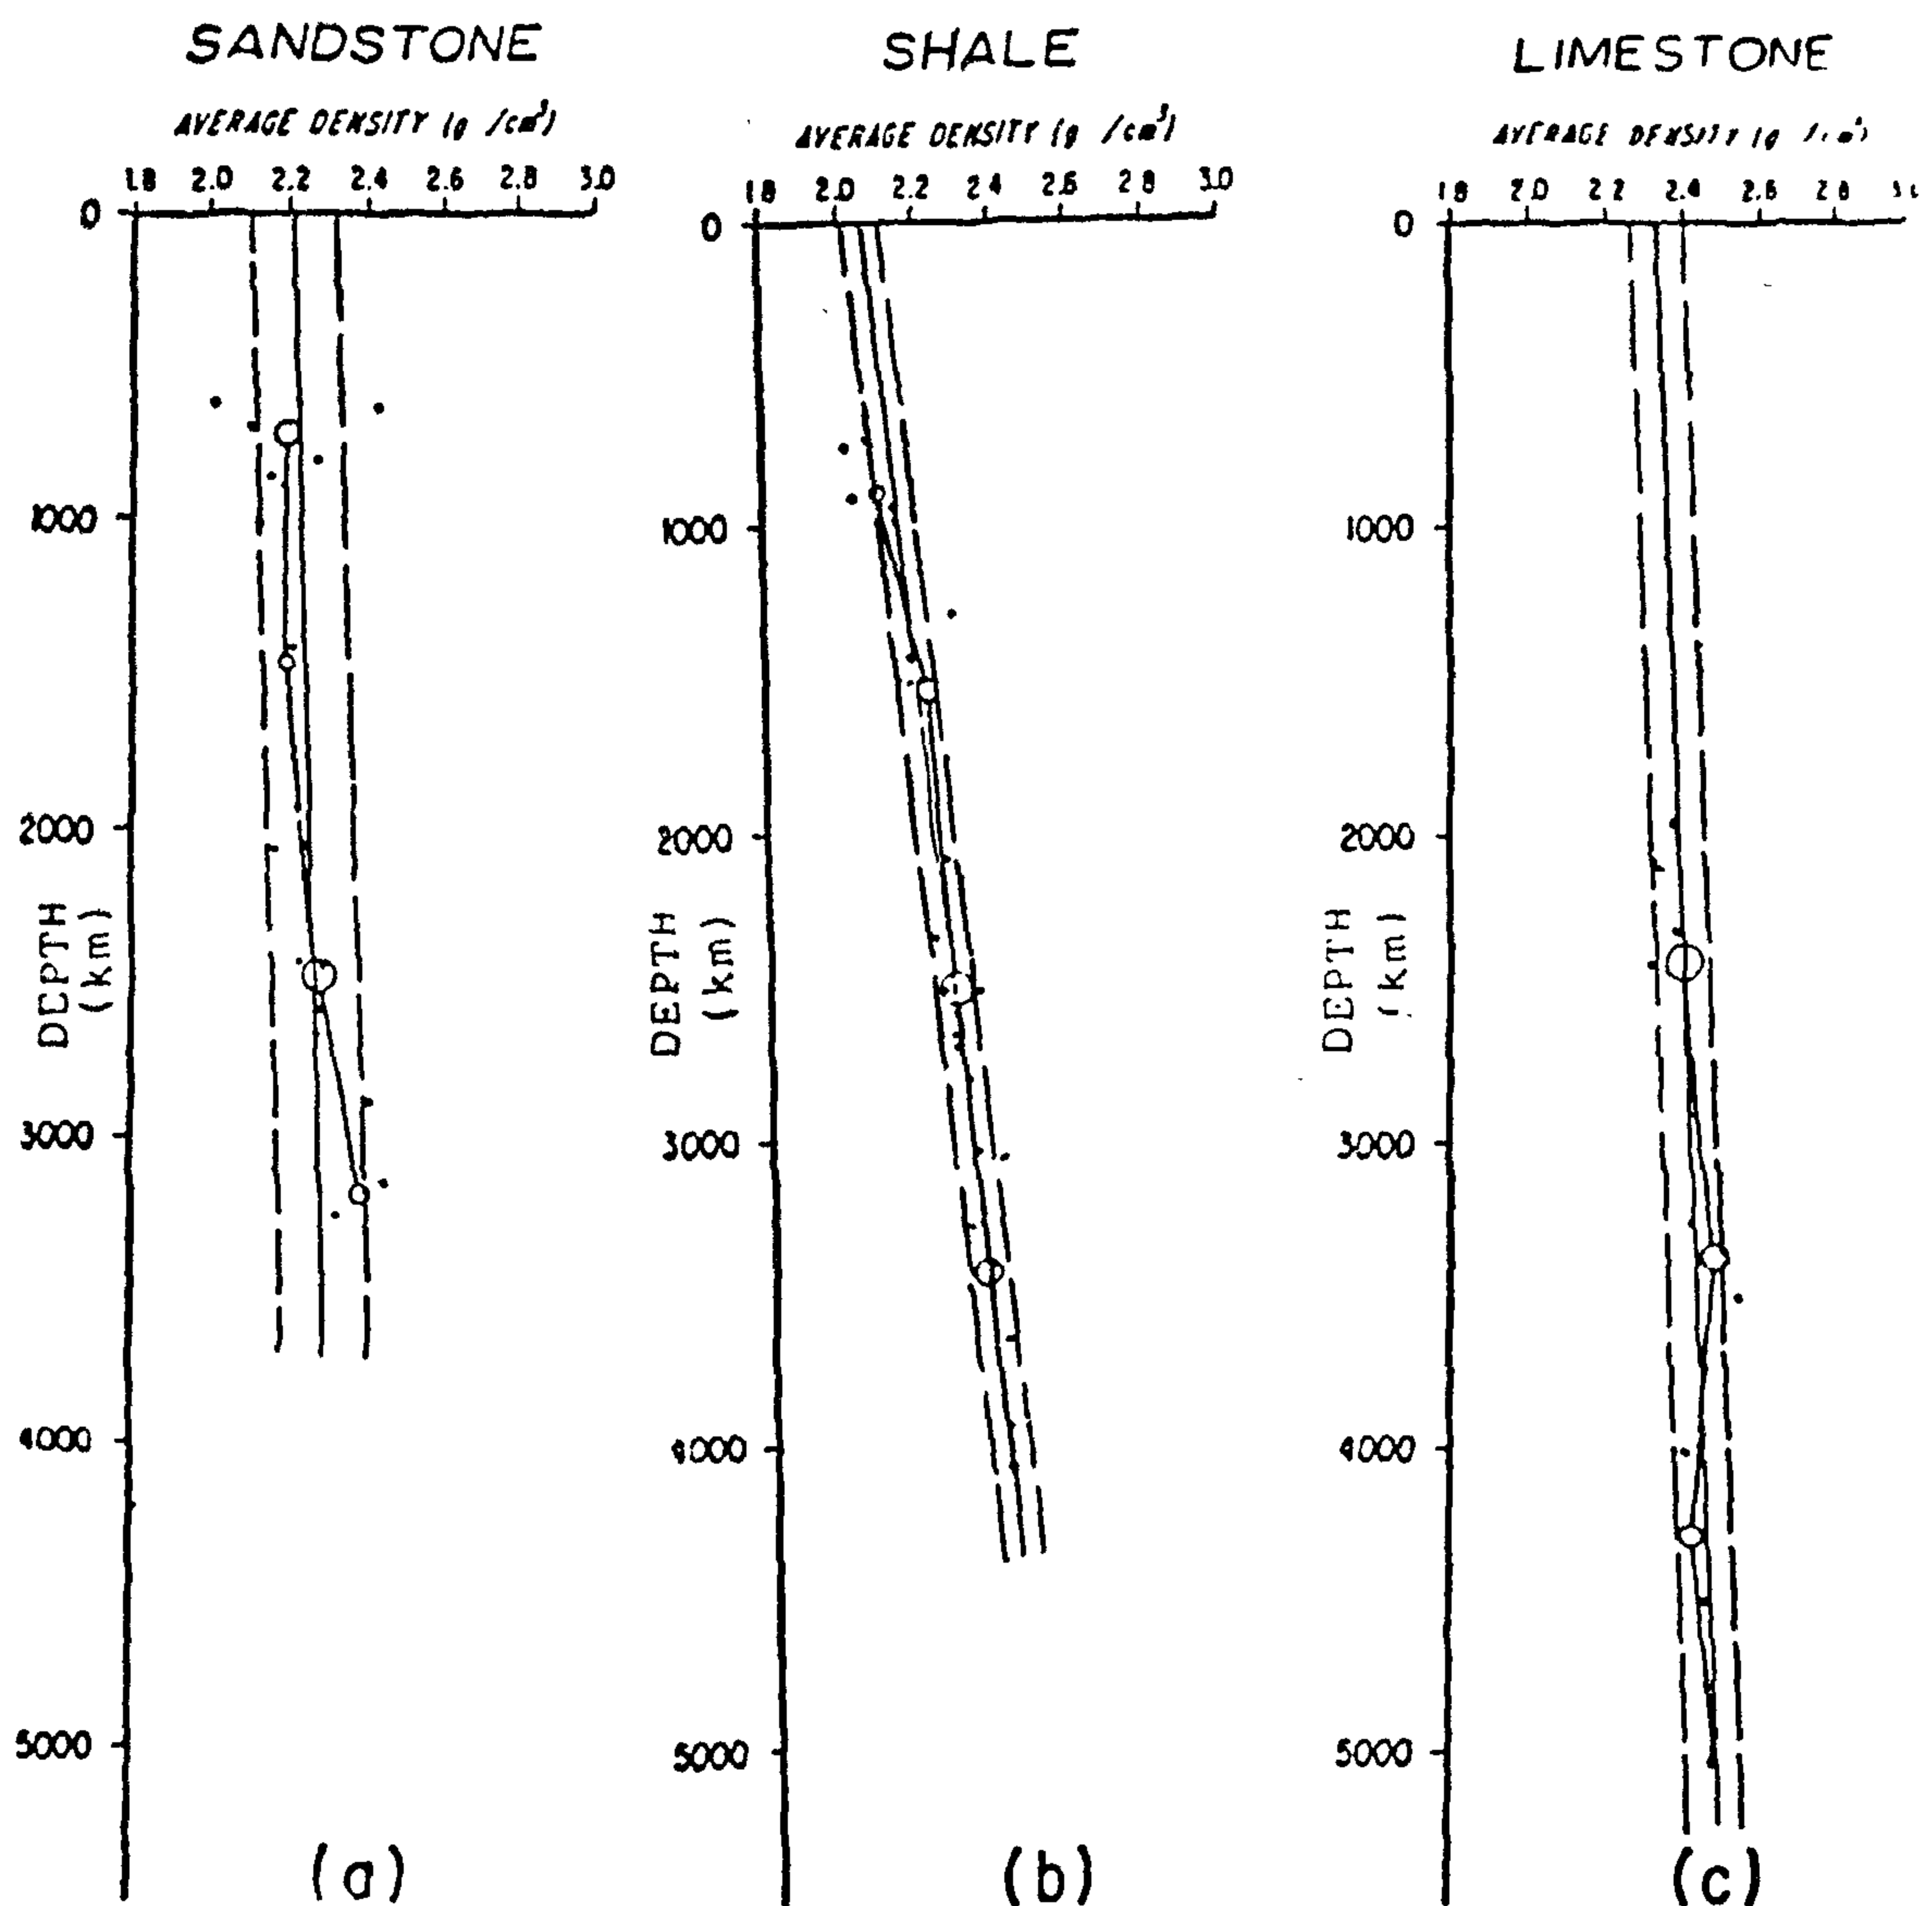 SANDSTONE
AVERAGE DENSITY (g /cm³)
1.8 2.0 2.2 2.4 2.6 2.8 3.0
0
1000
2000
3000
4000
5000
DEPTH
(km)
(a)
SHALE
AVERAGE DENSITY (g /cm³)
1.8 2.0 2.2 2.4 2.6 2.8 3.0
0
1000
2000
3000
4000
5000
DEPTH
(km)
(b)
LIMESTONE
AVERAGE DENSITY (g
1.8 2.0 2.2 2.4 2.6 2.8
0
1000
2000
3000
4000
5000
DEPTH
(km)
(c)